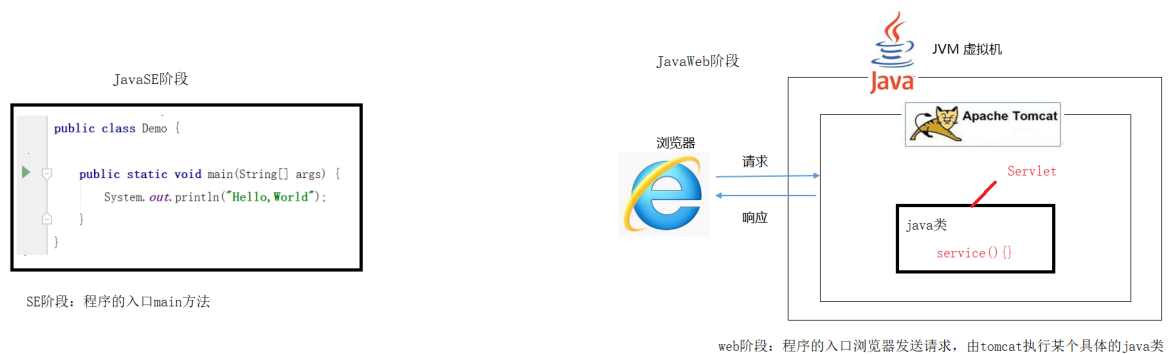 JavaSE阶段
public class Demo {
public static void main(String[] args) {
System.out.println("Hello,World");
}
}
SE阶段：程序的入口main方法
JavaWeb阶段
Java
JVM 虚拟机
Apache Tomcat
浏览器
请求
响应
Servlet
java类
service(){}
web阶段：程序的入口浏览器发送请求，由tomcat执行某个具体的java类